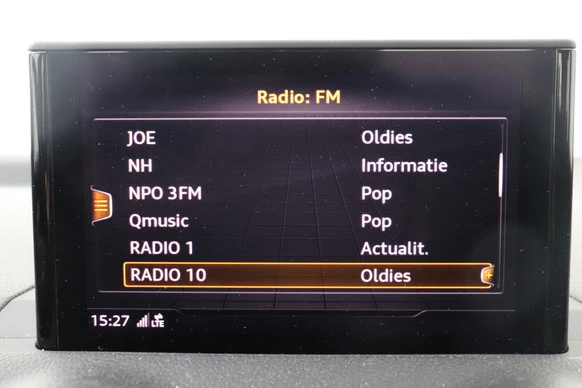 Radio: FM
JOE Oldies
NH Informatie
NPO 3FM Pop
Qmusic Pop
RADIO 1 Actualit.
RADIO 10 Oldies
15:27 LTE